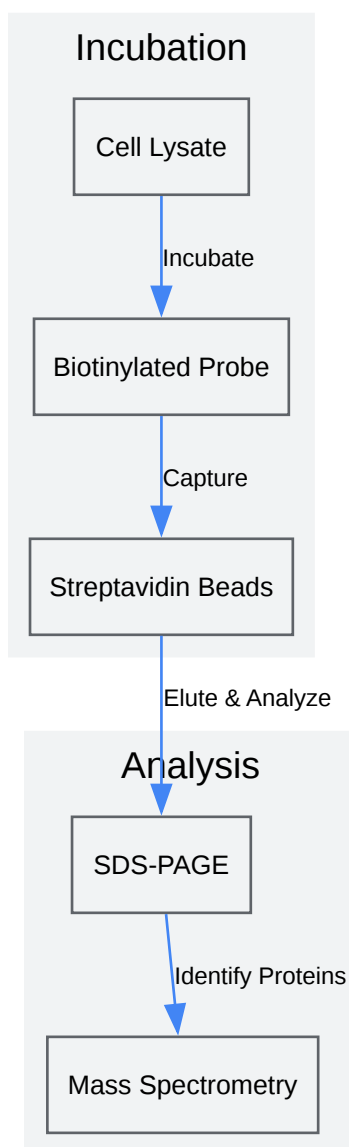 Incubation
Cell Lysate
Incubate
Biotinylated Probe
Capture
Streptavidin Beads
Elute & Analyze
Analysis
SDS-PAGE
Identify Proteins
Mass Spectrometry